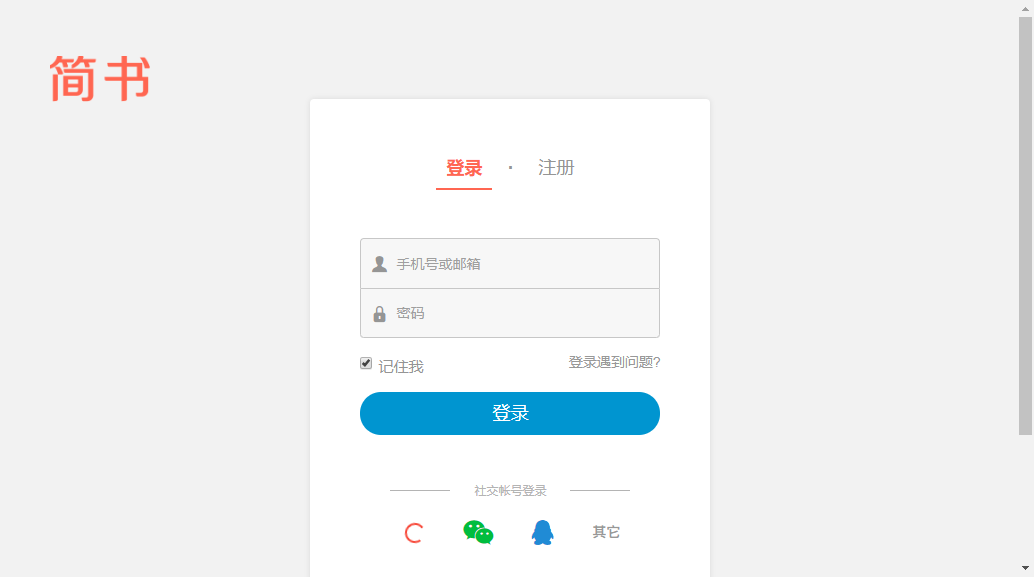 简书
登录 · 注册
手机号或邮箱
密码
记住我 登录遇到问题?
登录
社交帐号登录
其它